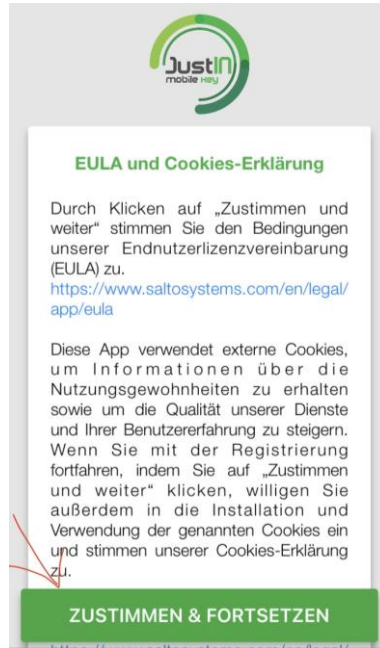 JustIN
mobile key
EULA und Cookies-Erklärung
Durch Klicken auf „Zustimmen und
weiter“ stimmen Sie den Bedingungen
unserer Endnutzerlizenzvereinbarung
(EULA) zu.
https://www.saltosystems.com/en/legal/
app/eula
Diese App verwendet externe Cookies,
um Informationen über die
Nutzungsgewohnheiten zu erhalten
sowie um die Qualität unserer Dienste
und Ihrer Benutzererfahrung zu steigern.
Wenn Sie mit der Registrierung
fortfahren, indem Sie auf „Zustimmen
und weiter“ klicken, willigen Sie
außerdem in die Installation und
Verwendung der genannten Cookies ein
und stimmen unserer Cookies-Erklärung
zu.
ZUSTIMMEN & FORTSETZEN